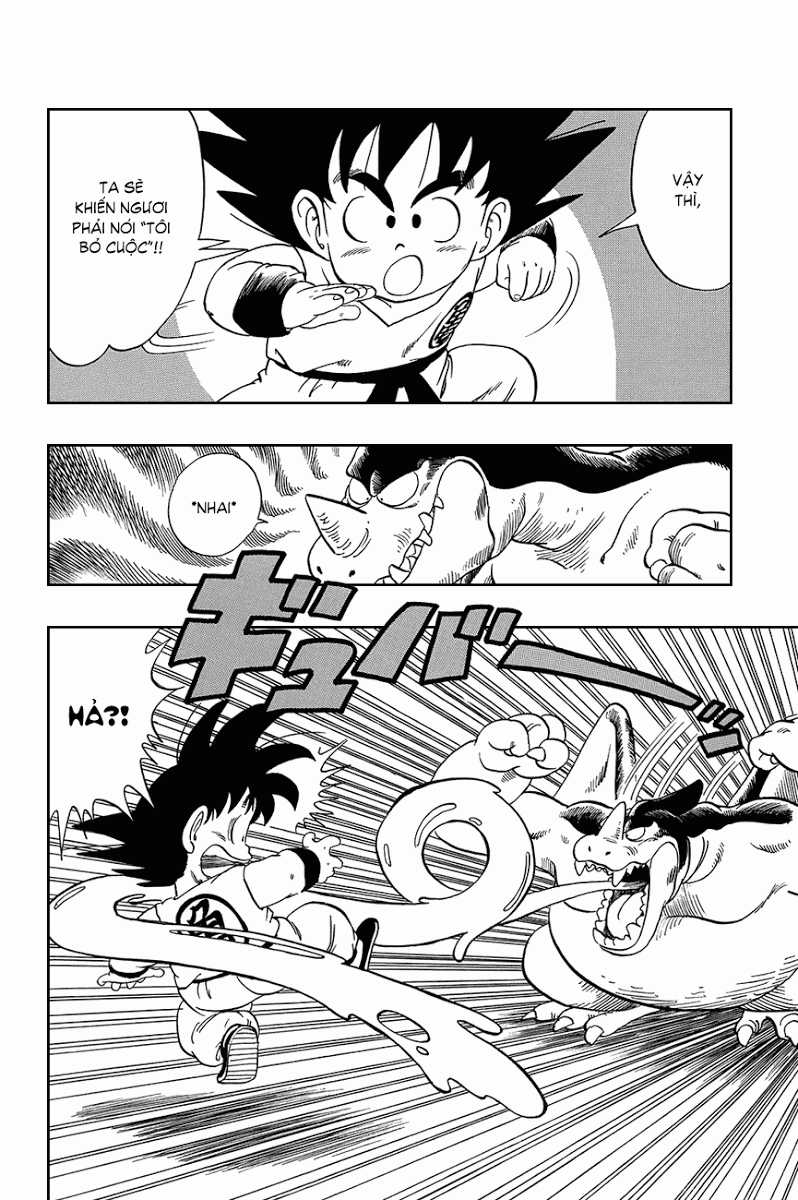 VẬY
THÌ,
TA SẼ
KHIẾN NGƯƠI
PHẢI NÓI "TÔI
BỎ CUỘC"!!
*NHAI*
ギュバーッ
HẢ?!